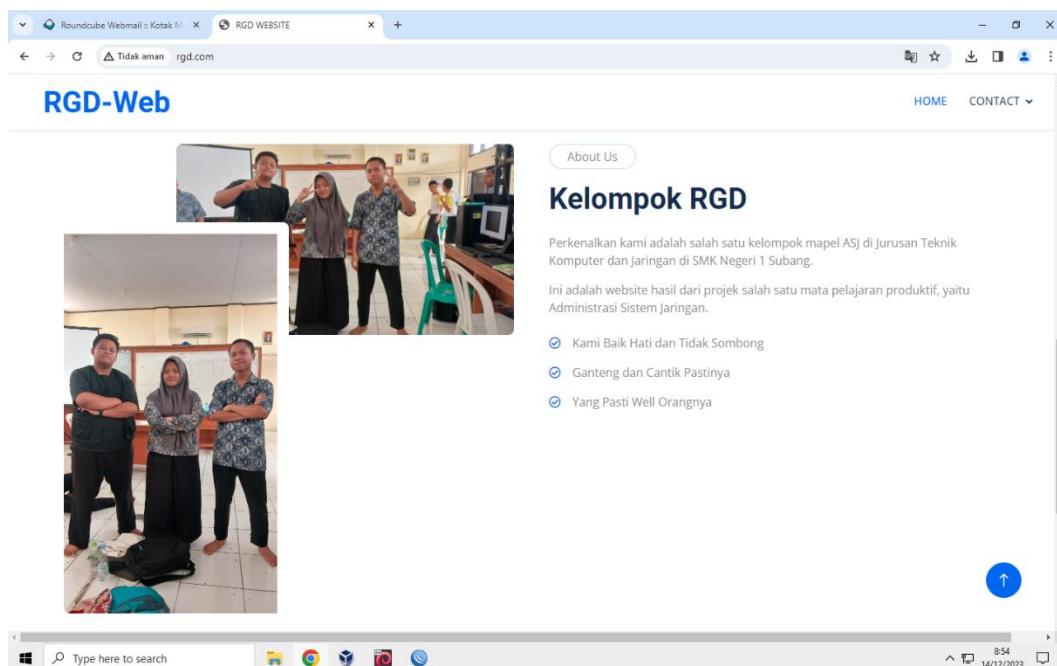 Roundcube Webmail :: Kotak M
RGD WEBSITE
Tidak aman
rgd.com
RGD-Web
HOME
CONTACT
About Us
Kelompok RGD
Perkenalkan kami adalah salah satu kelompok mapel ASJ di Jurusan Teknik
Komputer dan Jaringan di SMK Negeri 1 Subang.
Ini adalah website hasil dari projek salah satu mata pelajaran produktif, yaitu
Administrasi Sistem Jaringan.
Kami Baik Hati dan Tidak Sombong
Ganteng dan Cantik Pastinya
Yang Pasti Well Orangnya
Type here to search
8:54
14/12/2023